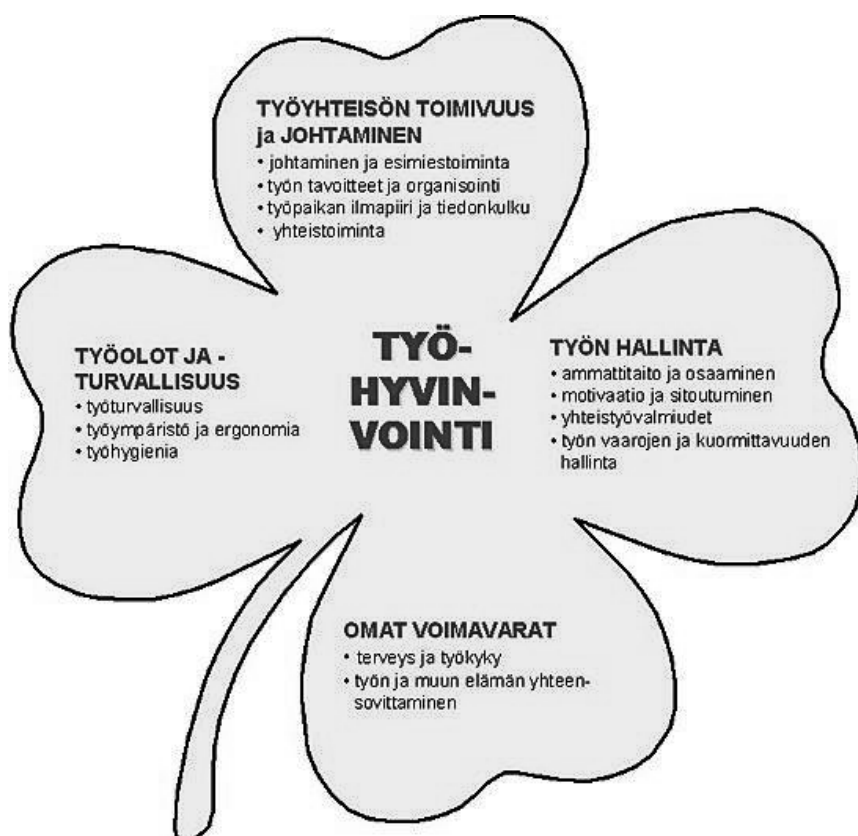 TYÖYHTEISÖN TOIMIVUUS
ja JOHTAMINEN
• johtaminen ja esimiestoiminta
• työn tavoitteet ja organisointi
• työpaikan ilmapiiri ja tiedonkulku
• yhteistoiminta
TYÖOLOT JA -
TURVALLISUUS
• työturvallisuus
• työympäristö ja ergonomia
• työhygienia
TYÖ-
HYVIN-
VOINTI
TYÖN HALLINTA
• ammattitaito ja osaaminen
• motivaatio ja sitoutuminen
• yhteistyövalmiudet
• työn vaarojen ja kuormittavuuden
hallinta
OMAT VOIMAVARAT
• terveys ja työkyky
• työn ja muun elämän yhteen-
sovittaminen